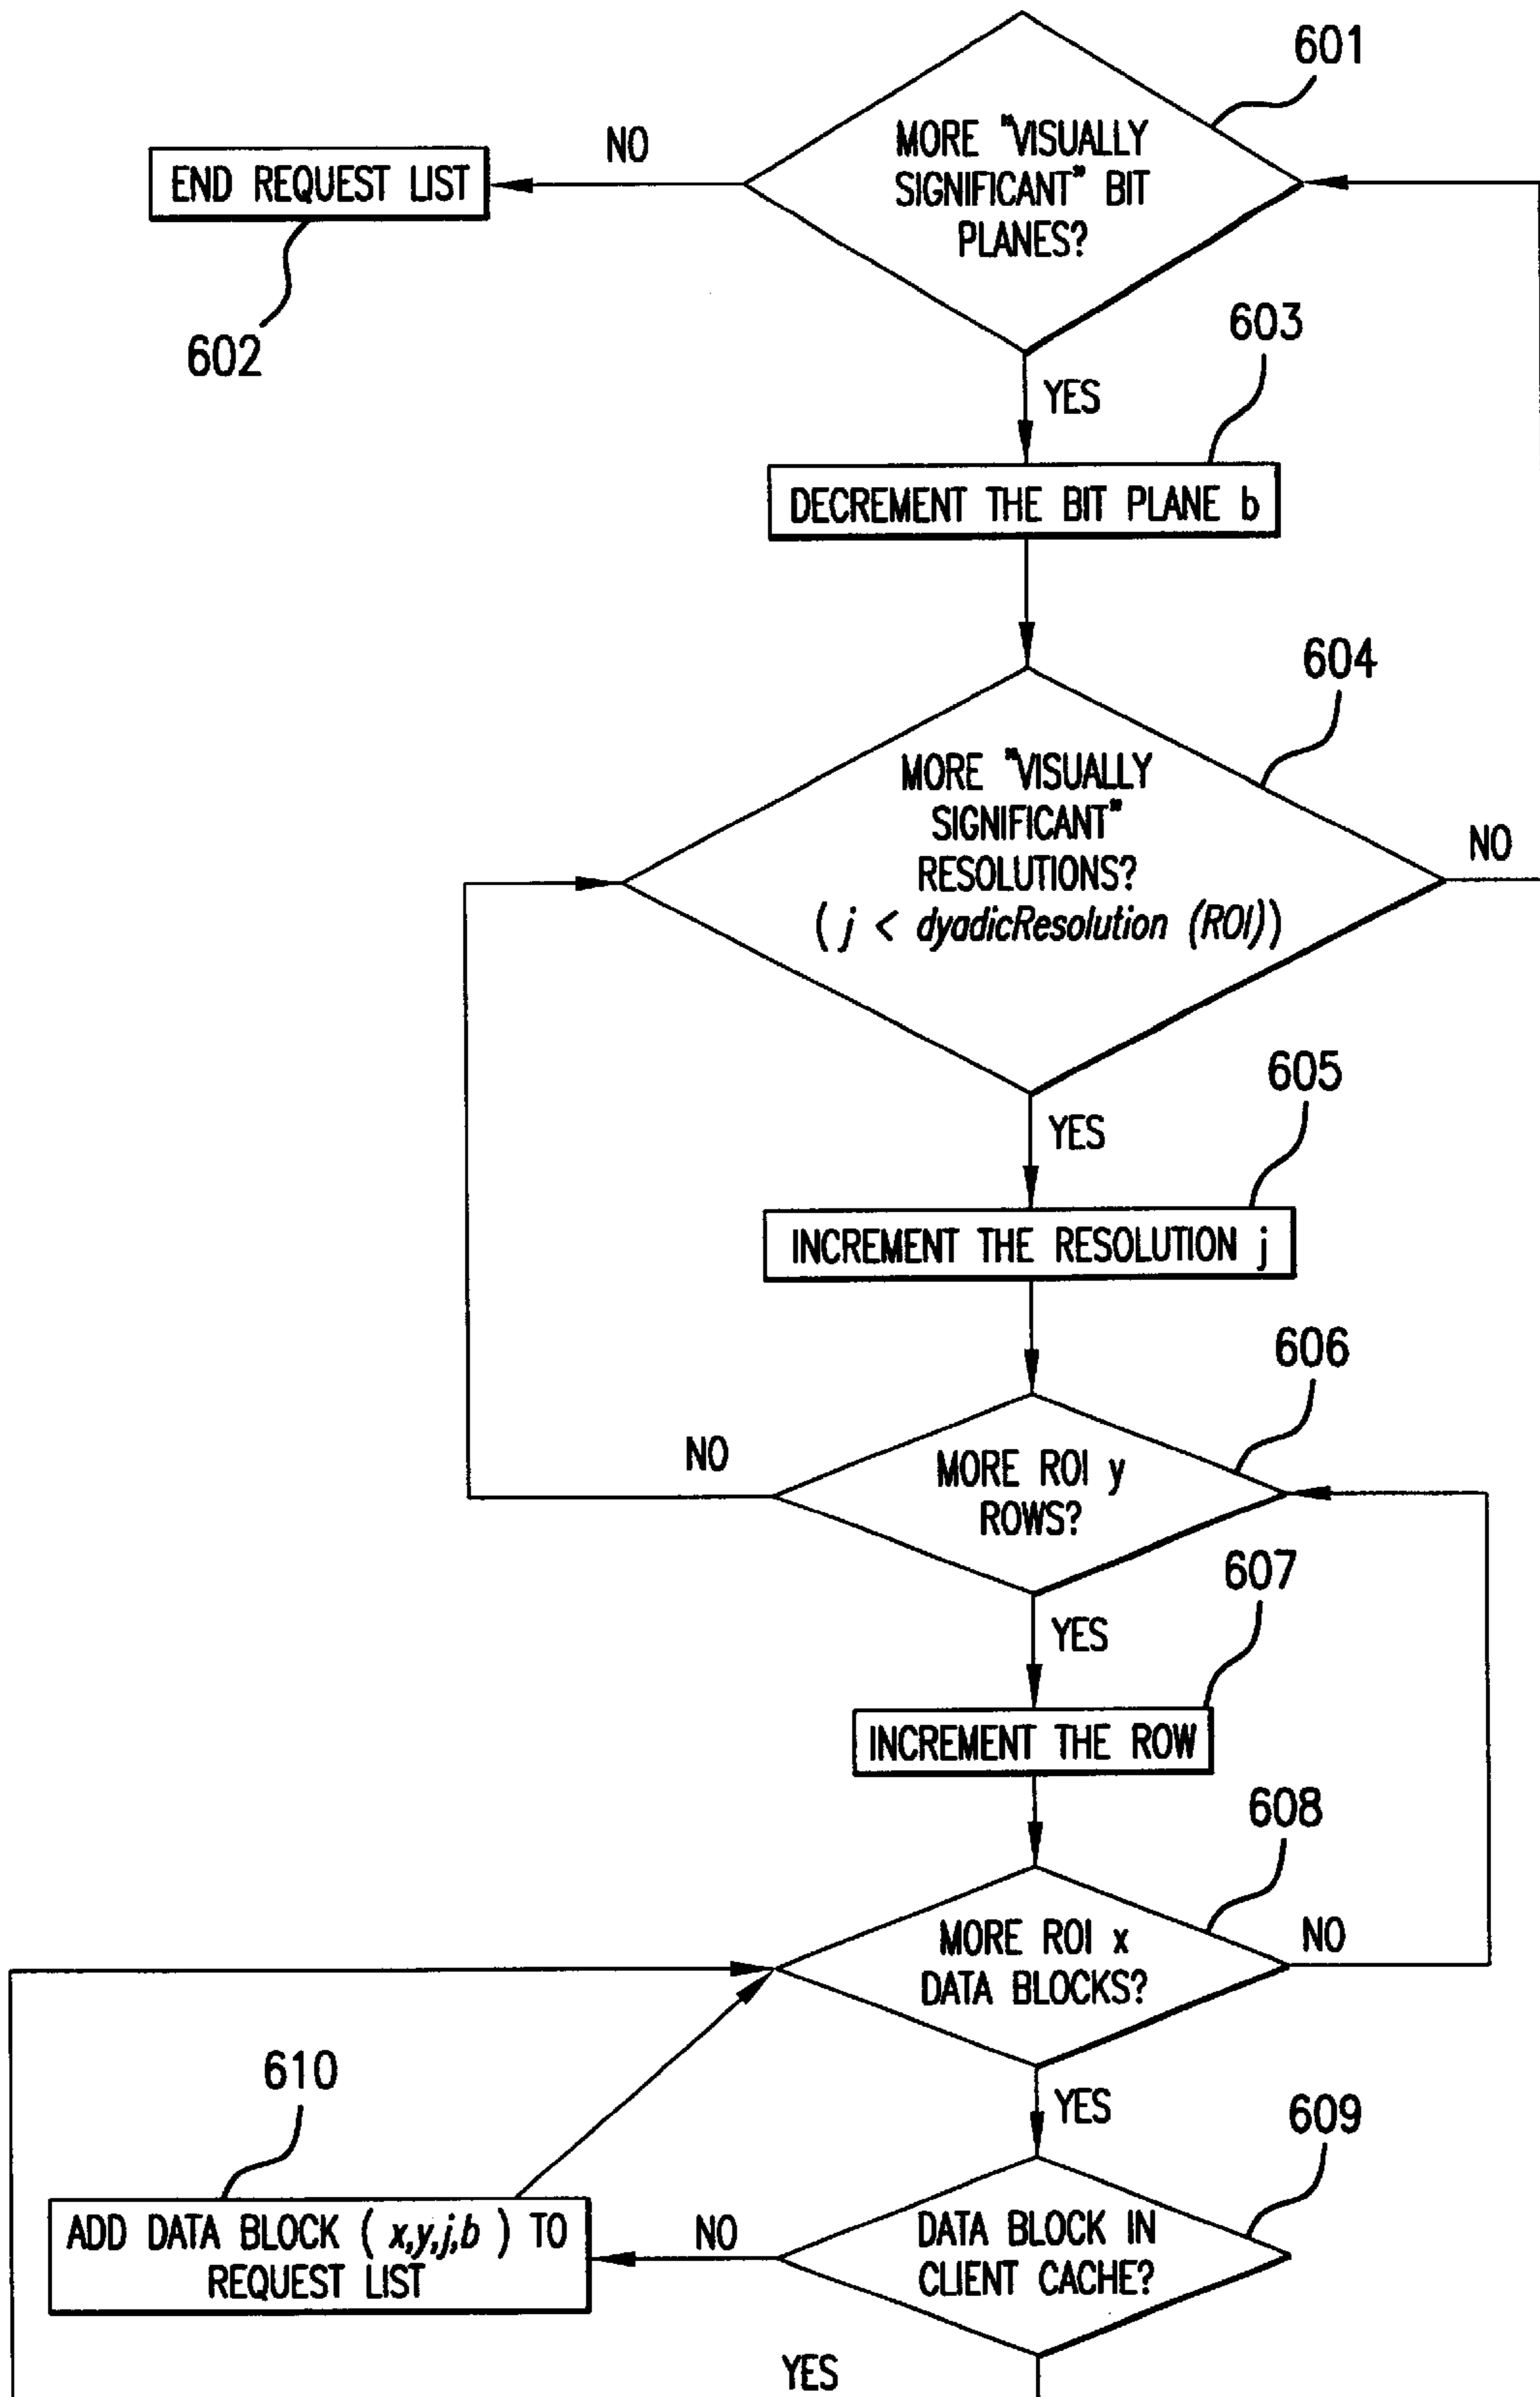 601
MORE "VISUALLY
SIGNIFICANT" BIT
PLANES?
NO
END REQUEST LIST
602
603
YES
DECREMENT THE BIT PLANE b
604
MORE "VISUALLY
SIGNIFICANT"
RESOLUTIONS?
( j < dyadicResolution (ROI))
NO
605
YES
INCREMENT THE RESOLUTION j
606
NO
MORE ROI y
ROWS?
607
YES
INCREMENT THE ROW
608
MORE ROI x
DATA BLOCKS?
NO
610
YES
609
ADD DATA BLOCK ( x,y,j,b ) TO
REQUEST LIST
NO
DATA BLOCK IN
CLIENT CACHE?
YES